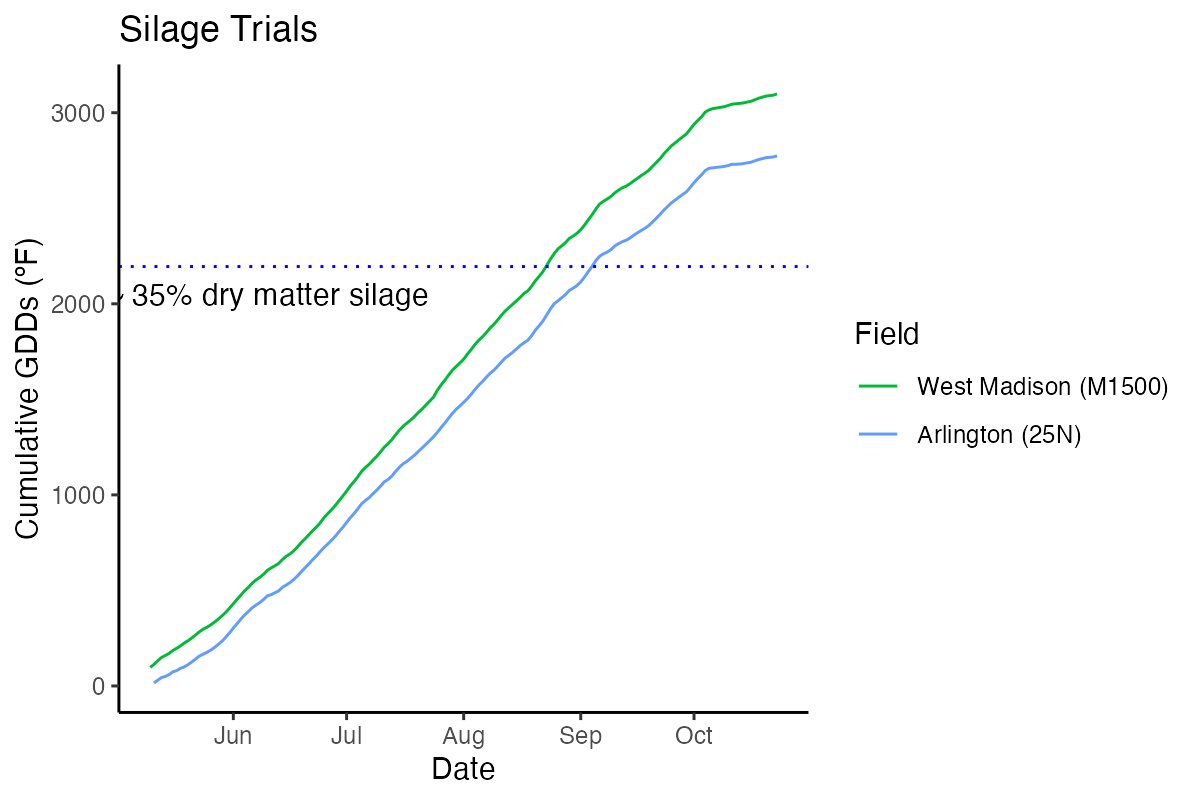 Silage Trials
Cumulative GDDs (°F)
3000
2000
1000
0
35% dry matter silage
Jun Jul Aug Sep Oct
Date
Field
West Madison (M1500)
Arlington (25N)